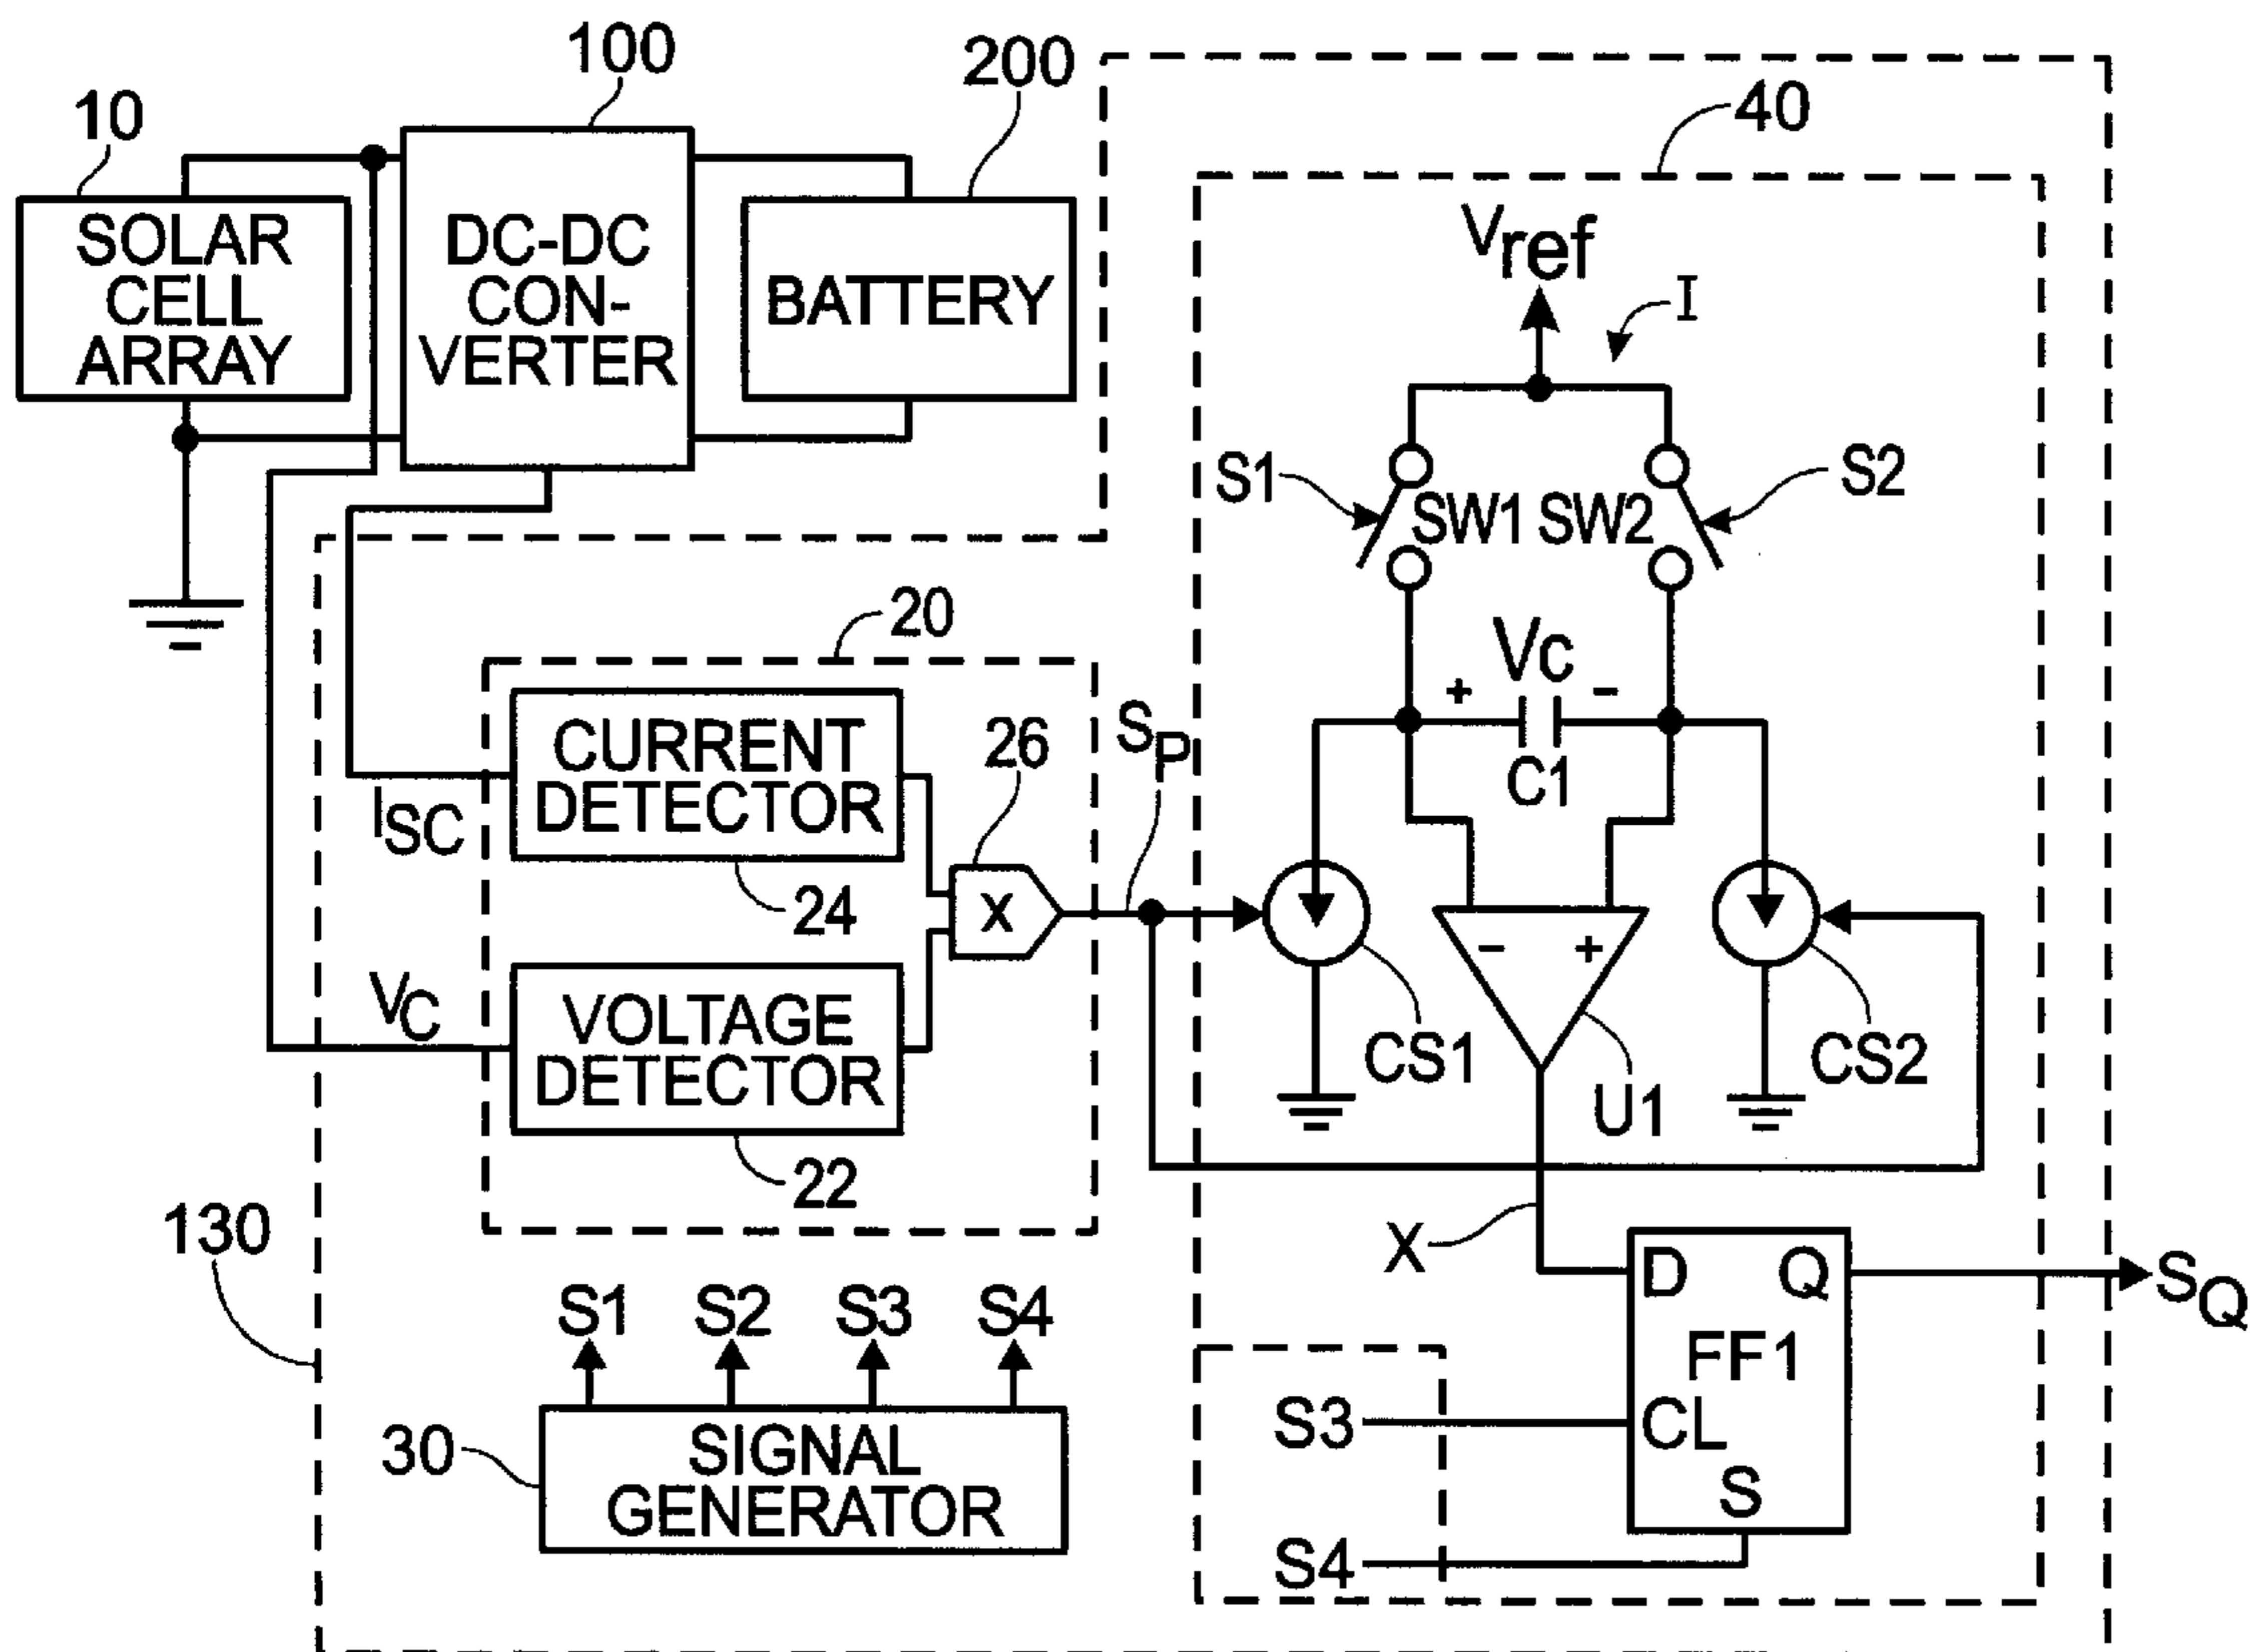 100
200
10
40
SOLAR
CELL
ARRAY
DC-DC
CON-
VERTER
BATTERY
Vref
I
S1
SW1
SW2
S2
20
VC
+
-
C1
CURRENT
DETECTOR
ISC
24
26
SP
X
VOLTAGE
DETECTOR
VC
22
-
+
CS1
U1
CS2
130
X
D
Q
FF1
CL
S
SQ
S1
S2
S3
S4
30
SIGNAL
GENERATOR
S3
S4